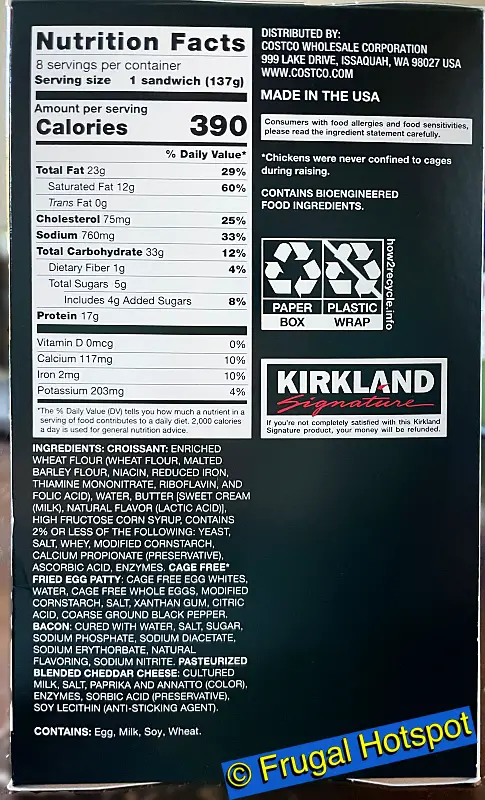 Nutrition Facts
8 servings per container
Serving size 1 sandwich (137g)
Amount per serving
Calories 390
% Daily Value*
Total Fat 23g 29%
Saturated Fat 12g 60%
Trans Fat 0g
Cholesterol 75mg 25%
Sodium 760mg 33%
Total Carbohydrate 33g 12%
Dietary Fiber 1g 4%
Total Sugars 5g
Includes 4g Added Sugars 8%
Protein 17g
Vitamin D 0mcg 0%
Calcium 117mg 10%
Iron 2mg 10%
Potassium 203mg 4%
*The % Daily Value (DV) tells you how much a nutrient in a
serving of food contributes to a daily diet. 2,000 calories
a day is used for general nutrition advice.
INGREDIENTS: CROISSANT: ENRICHED
WHEAT FLOUR (WHEAT FLOUR, MALTED
BARLEY FLOUR, NIACIN, REDUCED IRON,
THIAMINE MONONITRATE, RIBOFLAVIN, AND
FOLIC ACID), WATER, BUTTER [SWEET CREAM
(MILK), NATURAL FLAVOR (LACTIC ACID)],
HIGH FRUCTOSE CORN SYRUP, CONTAINS
2% OR LESS OF THE FOLLOWING: YEAST,
SALT, WHEY, MODIFIED CORNSTARCH,
CALCIUM PROPIONATE (PRESERVATIVE),
ASCORBIC ACID, ENZYMES. CAGE FREE*
FRIED EGG PATTY: CAGE FREE EGG WHITES,
WATER, CAGE FREE WHOLE EGGS, MODIFIED
CORNSTARCH, SALT, XANTHAN GUM, CITRIC
ACID, COARSE GROUND BLACK PEPPER.
BACON: CURED WITH WATER, SALT, SUGAR,
SODIUM PHOSPHATE, SODIUM DIACETATE,
SODIUM ERYTHORBATE, NATURAL
FLAVORING, SODIUM NITRITE. PASTEURIZED
BLENDED CHEDDAR CHEESE: CULTURED
MILK, SALT, PAPRIKA AND ANNATTO (COLOR),
ENZYMES, SORBIC ACID (PRESERVATIVE),
SOY LECITHIN (ANTI-STICKING AGENT).
CONTAINS: Egg, Milk, Soy, Wheat.
DISTRIBUTED BY:
COSTCO WHOLESALE CORPORATION
999 LAKE DRIVE, ISSAQUAH, WA 98027 USA
WWW.COSTCO.COM
MADE IN THE USA
Consumers with food allergies and food sensitivities,
please read the ingredient statement carefully.
*Chickens were never confined to cages
during raising.
CONTAINS BIOENGINEERED
FOOD INGREDIENTS.
PAPER
BOX
PLASTIC
WRAP
how2recycle.info
KIRKLAND
Signature
If you're not completely satisfied with this Kirkland
Signature product, your money will be refunded.
© Frugal Hotspot